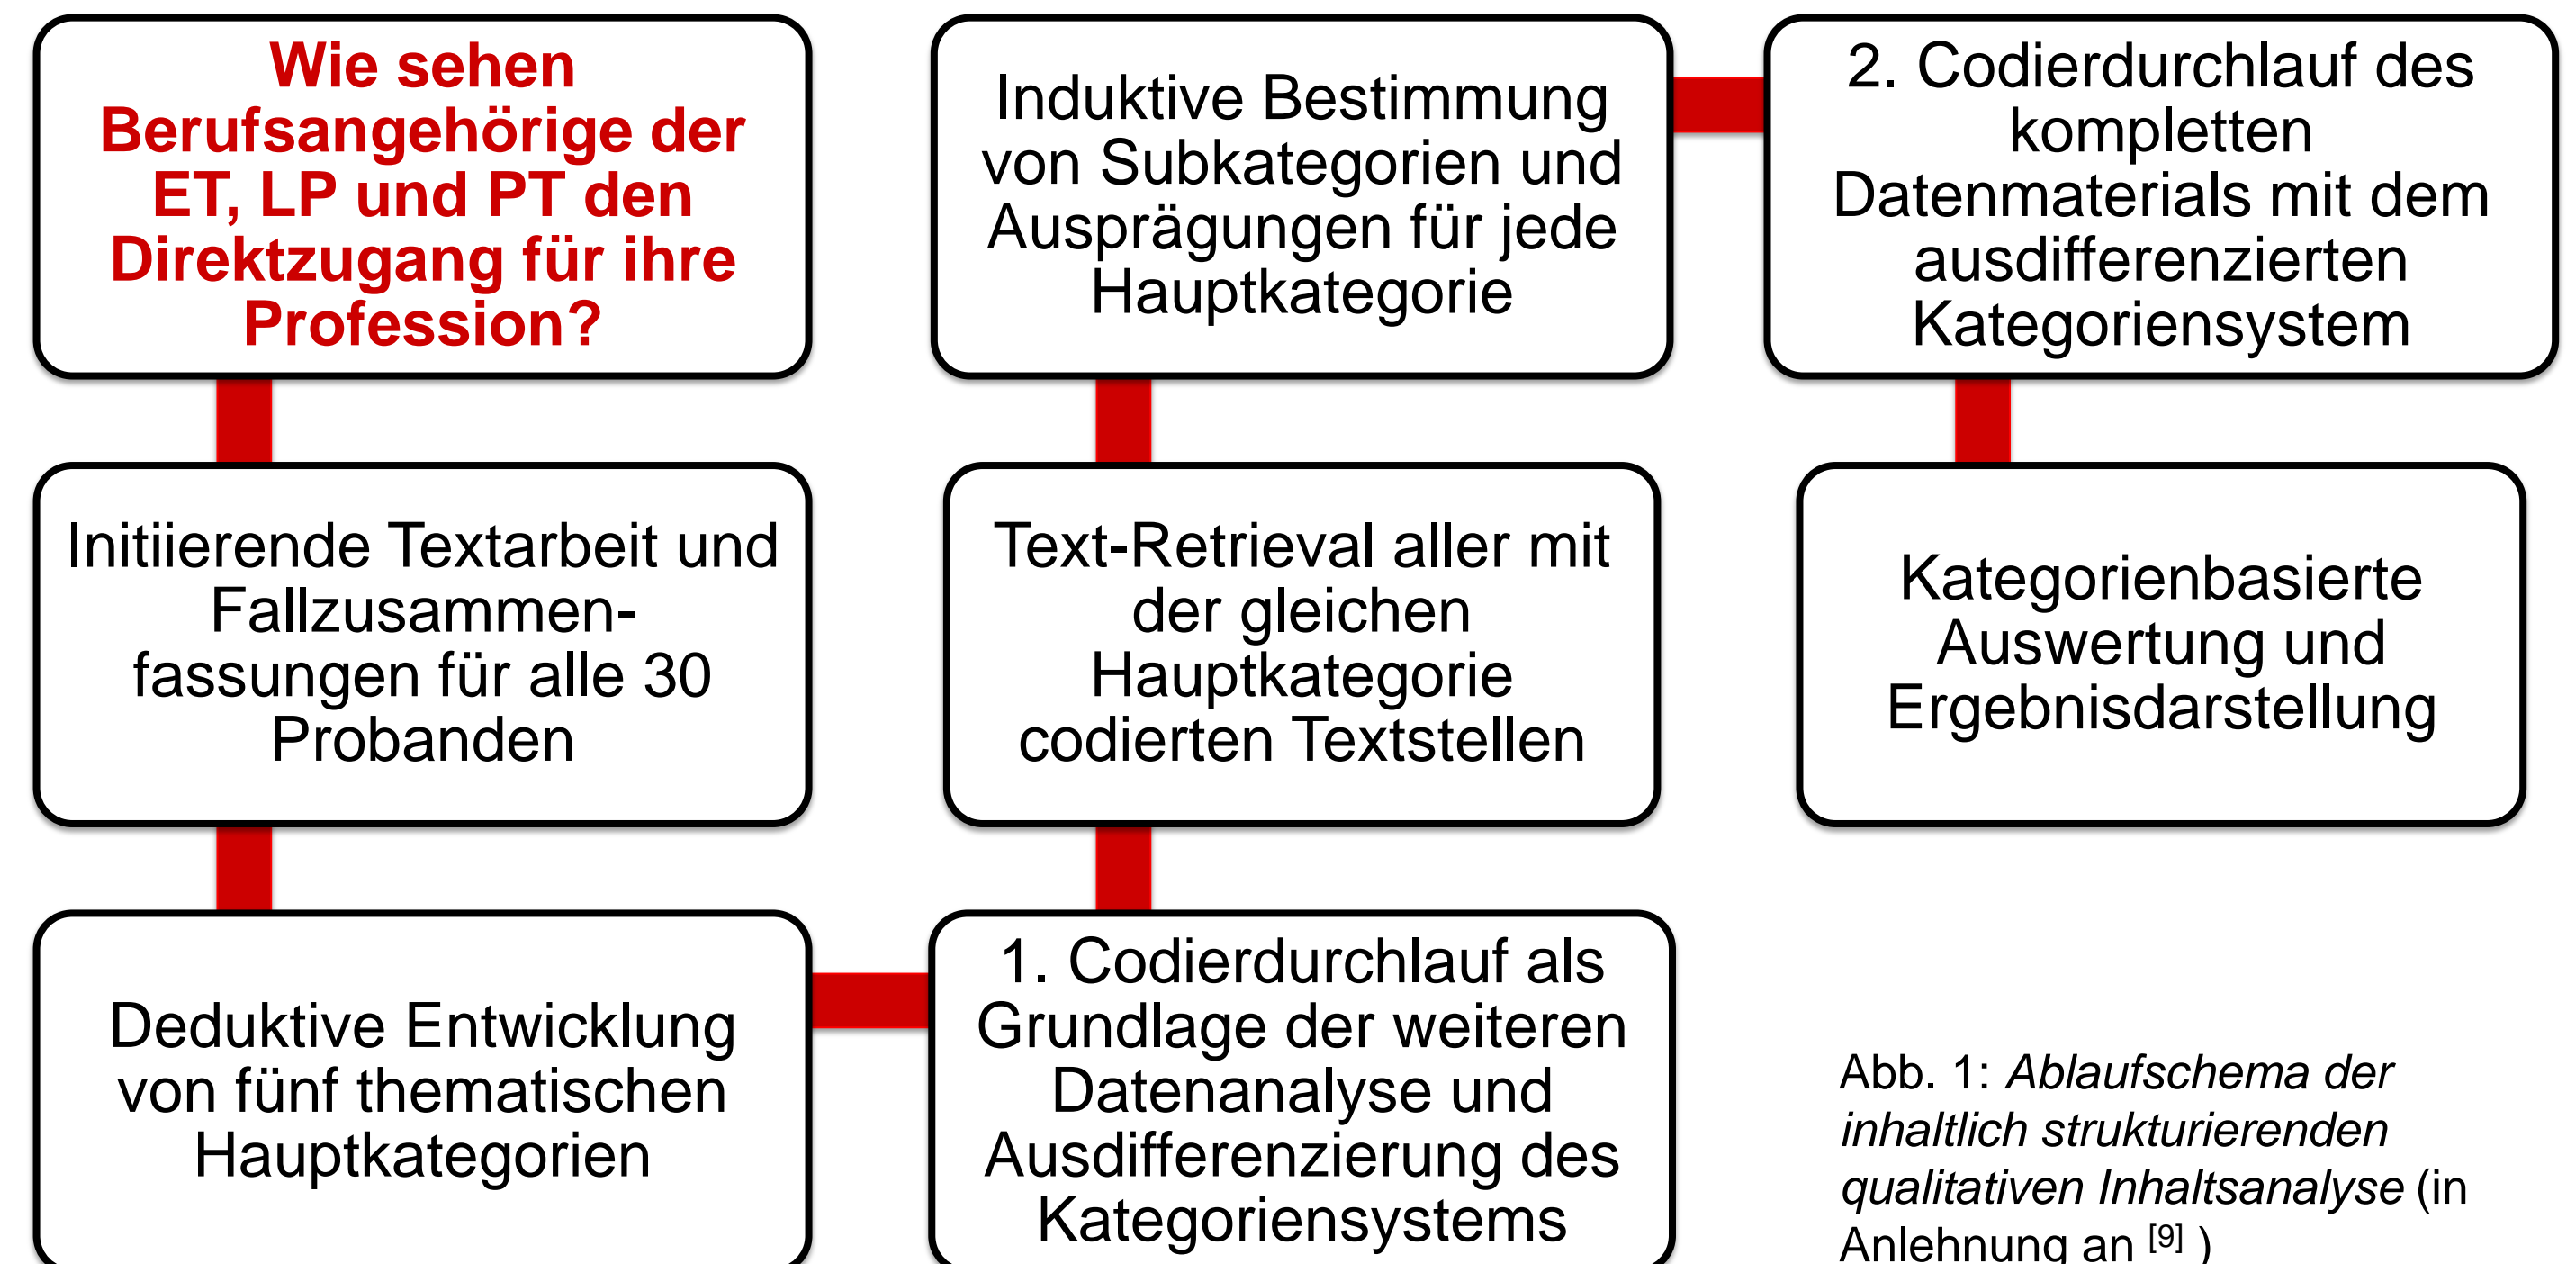 Wie sehen
Berufsangehörige der
ET, LP und PT den
Direktzugang für ihre
Profession?
Initiierende Textarbeit und
Fallzusammen-
fassungen für alle 30
Probanden
Deduktive Entwicklung
von fünf thematischen
Hauptkategorien
1. Codierdurchlauf als
Grundlage der weiteren
Datenanalyse und
Ausdifferenzierung des
Kategoriensystems
Text-Retrieval aller mit
der gleichen
Hauptkategorie
codierten Textstellen
Induktive Bestimmung
von Subkategorien und
Ausprägungen für jede
Hauptkategorie
2. Codierdurchlauf des
kompletten
Datenmaterials mit dem
ausdifferenzierten
Kategoriensystem
Kategorienbasierte
Auswertung und
Ergebnisdarstellung
Abb. 1: Ablaufschema der
inhaltlich strukturierenden
qualitativen Inhaltsanalyse (in
Anlehnung an [9] )